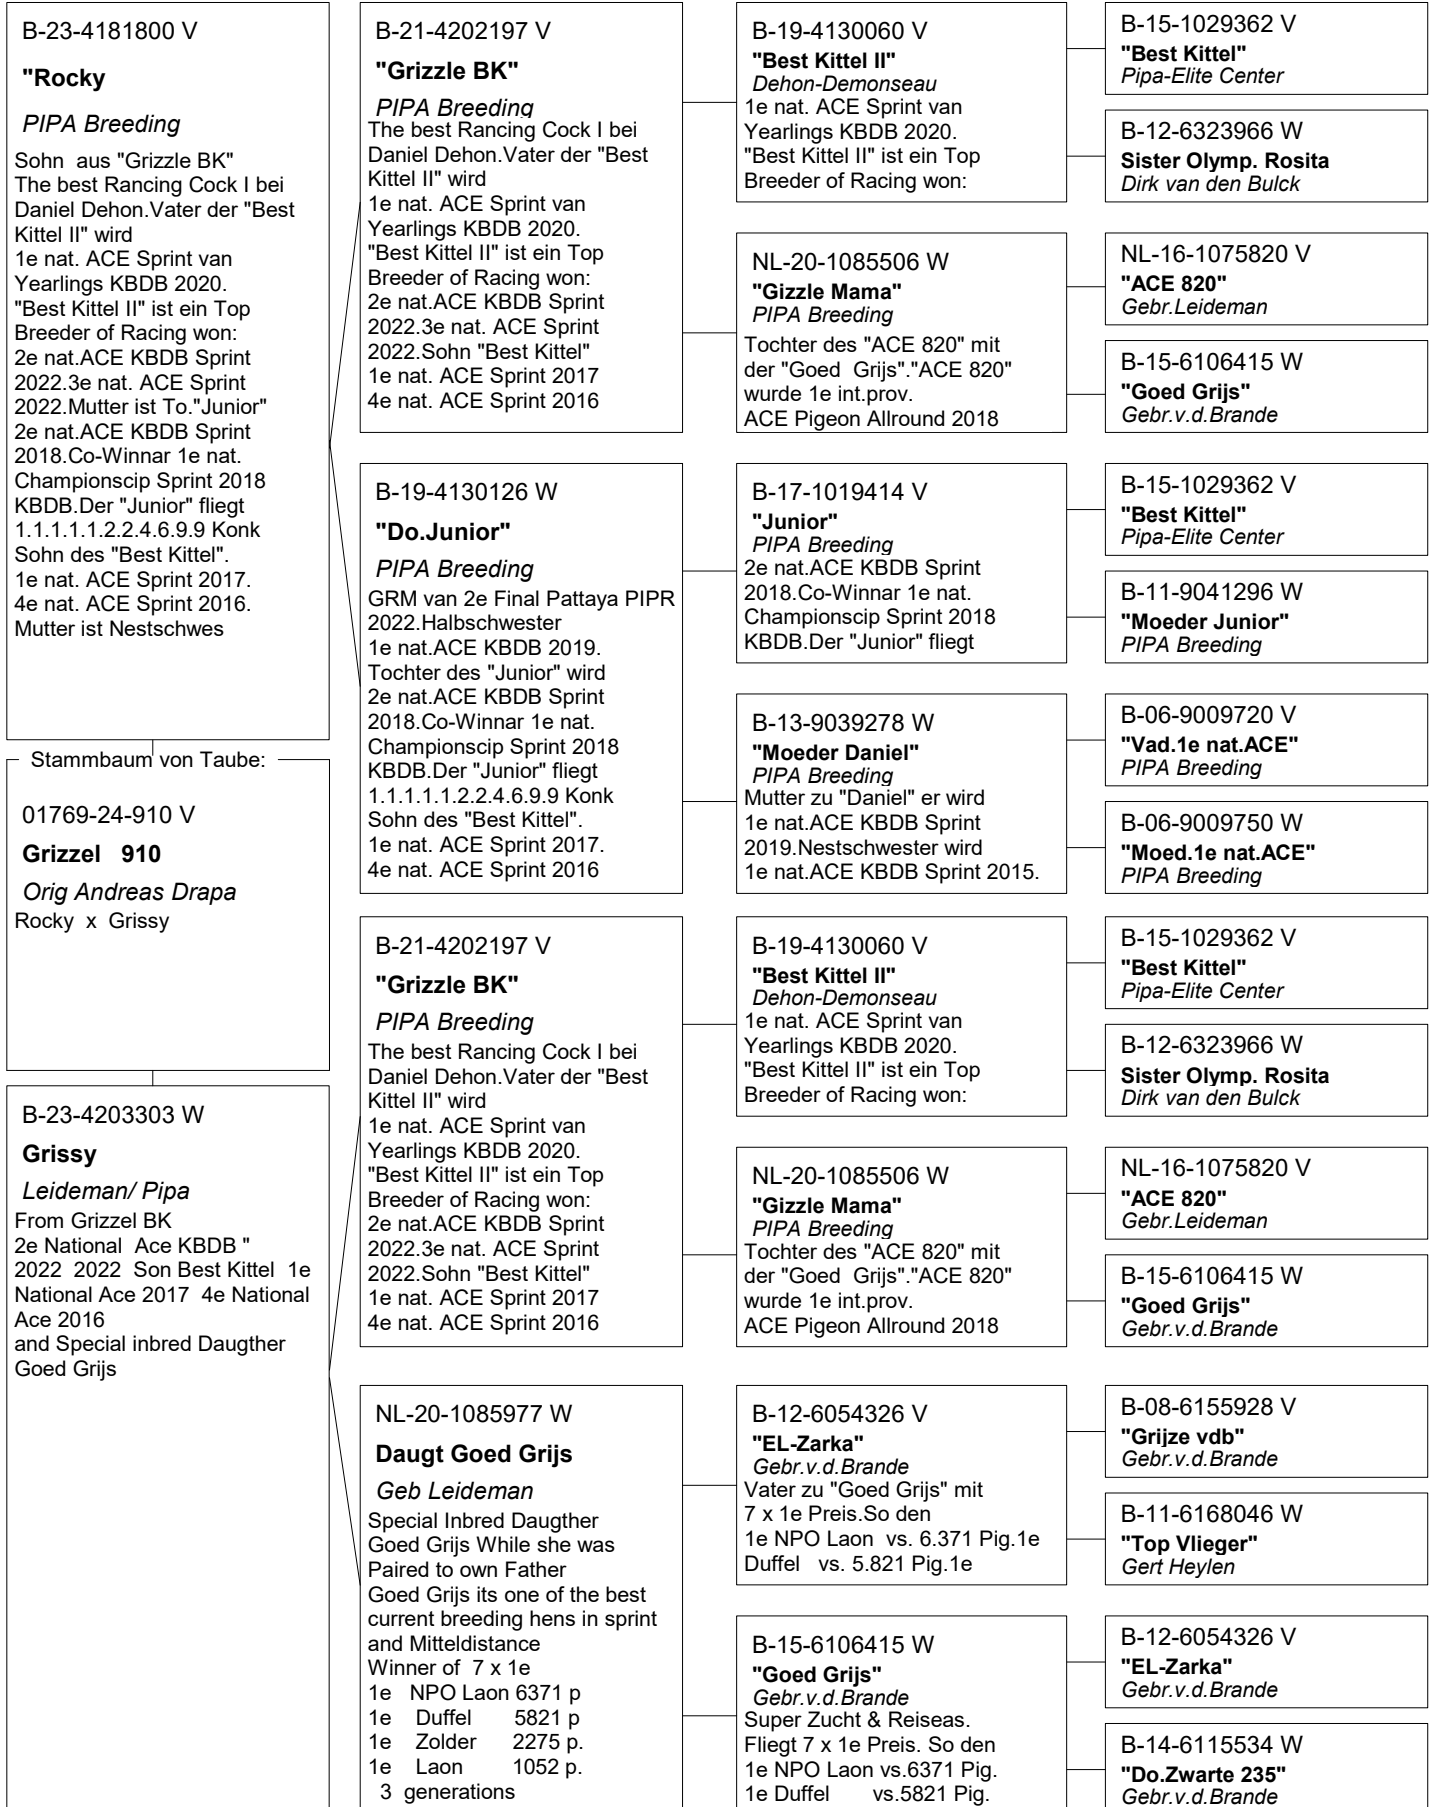 B-23-4181800 V
"Rocky
PIPA Breeding
Sohn  aus "Grizzle BK"
The best Rancing Cock I bei
Daniel Dehon.Vater der "Best
Kittel II" wird
1e nat. ACE Sprint van
Yearlings KBDB 2020.
"Best Kittel II" ist ein Top
Breeder of Racing won:
2e nat.ACE KBDB Sprint
2022.3e nat. ACE Sprint
2022.Mutter ist To."Junior"
2e nat.ACE KBDB Sprint
2018.Co-Winnar 1e nat.
Championscip Sprint 2018
KBDB.Der "Junior" fliegt
1.1.1.1.1.2.2.4.6.9.9 Konk
Sohn des "Best Kittel".
1e nat. ACE Sprint 2017.
4e nat. ACE Sprint 2016.
Mutter ist Nestschwes
Stammbaum von Taube:
01769-24-910 V
Grizzel   910
Orig Andreas Drapa
Rocky  x  Grissy
B-23-4203303 W
Grissy
Leideman/ Pipa
From Grizzel BK
2e National  Ace KBDB "
2022  2022  Son Best Kittel  1e
National Ace 2017  4e National
Ace 2016
and Special inbred Daugther
Goed Grijs
B-21-4202197 V
"Grizzle BK"
PIPA Breeding
The best Rancing Cock I bei
Daniel Dehon.Vater der "Best
Kittel II" wird
1e nat. ACE Sprint van
Yearlings KBDB 2020.
"Best Kittel II" ist ein Top
Breeder of Racing won:
2e nat.ACE KBDB Sprint
2022.3e nat. ACE Sprint
2022.Sohn "Best Kittel"
1e nat. ACE Sprint 2017
4e nat. ACE Sprint 2016
B-19-4130126 W
"Do.Junior"
PIPA Breeding
GRM van 2e Final Pattaya PIPR
2022.Halbschwester
1e nat.ACE KBDB 2019.
Tochter des "Junior" wird
2e nat.ACE KBDB Sprint
2018.Co-Winnar 1e nat.
Championscip Sprint 2018
KBDB.Der "Junior" fliegt
1.1.1.1.1.2.2.4.6.9.9 Konk
Sohn des "Best Kittel".
1e nat. ACE Sprint 2017.
4e nat. ACE Sprint 2016
B-21-4202197 V
"Grizzle BK"
PIPA Breeding
The best Rancing Cock I bei
Daniel Dehon.Vater der "Best
Kittel II" wird
1e nat. ACE Sprint van
Yearlings KBDB 2020.
"Best Kittel II" ist ein Top
Breeder of Racing won:
2e nat.ACE KBDB Sprint
2022.3e nat. ACE Sprint
2022.Sohn "Best Kittel"
1e nat. ACE Sprint 2017
4e nat. ACE Sprint 2016
NL-20-1085977 W
Daugt Goed Grijs
Geb Leideman
Special Inbred Daugther
Goed Grijs While she was
Paired to own Father
Goed Grijs its one of the best
current breeding hens in sprint
and Mitteldistance
Winner of  7 x 1e
1e   NPO Laon 6371 p
1e    Duffel       5821 p
1e    Zolder      2275 p.
1e    Laon        1052 p.
3  generations
B-19-4130060 V
"Best Kittel II"
Dehon-Demonseau
1e nat. ACE Sprint van
Yearlings KBDB 2020.
"Best Kittel II" ist ein Top
Breeder of Racing won:
NL-20-1085506 W
"Gizzle Mama"
PIPA Breeding
Tochter des "ACE 820" mit
der "Goed  Grijs"."ACE 820"
wurde 1e int.prov.
ACE Pigeon Allround 2018
B-17-1019414 V
"Junior"
PIPA Breeding
2e nat.ACE KBDB Sprint
2018.Co-Winnar 1e nat.
Championscip Sprint 2018
KBDB.Der "Junior" fliegt
B-13-9039278 W
"Moeder Daniel"
PIPA Breeding
Mutter zu "Daniel" er wird
1e nat.ACE KBDB Sprint
2019.Nestschwester wird
1e nat.ACE KBDB Sprint 2015.
B-19-4130060 V
"Best Kittel II"
Dehon-Demonseau
1e nat. ACE Sprint van
Yearlings KBDB 2020.
"Best Kittel II" ist ein Top
Breeder of Racing won:
NL-20-1085506 W
"Gizzle Mama"
PIPA Breeding
Tochter des "ACE 820" mit
der "Goed  Grijs"."ACE 820"
wurde 1e int.prov.
ACE Pigeon Allround 2018
B-12-6054326 V
"EL-Zarka"
Gebr.v.d.Brande
Vater zu "Goed Grijs" mit
7 x 1e Preis.So den
1e NPO Laon  vs. 6.371 Pig.1e
Duffel   vs. 5.821 Pig.1e
B-15-6106415 W
"Goed Grijs"
Gebr.v.d.Brande
Super Zucht & Reiseas.
Fliegt 7 x 1e Preis. So den
1e NPO Laon vs.6371 Pig.
1e Duffel       vs.5821 Pig.
B-15-1029362 V
"Best Kittel"
Pipa-Elite Center
B-12-6323966 W
Sister Olymp. Rosita
Dirk van den Bulck
NL-16-1075820 V
"ACE 820"
Gebr.Leideman
B-15-6106415 W
"Goed Grijs"
Gebr.v.d.Brande
B-15-1029362 V
"Best Kittel"
Pipa-Elite Center
B-11-9041296 W
"Moeder Junior"
PIPA Breeding
B-06-9009720 V
"Vad.1e nat.ACE"
PIPA Breeding
B-06-9009750 W
"Moed.1e nat.ACE"
PIPA Breeding
B-15-1029362 V
"Best Kittel"
Pipa-Elite Center
B-12-6323966 W
Sister Olymp. Rosita
Dirk van den Bulck
NL-16-1075820 V
"ACE 820"
Gebr.Leideman
B-15-6106415 W
"Goed Grijs"
Gebr.v.d.Brande
B-08-6155928 V
"Grijze vdb"
Gebr.v.d.Brande
B-11-6168046 W
"Top Vlieger"
Gert Heylen
B-12-6054326 V
"EL-Zarka"
Gebr.v.d.Brande
B-14-6115534 W
"Do.Zwarte 235"
Gebr.v.d.Brande